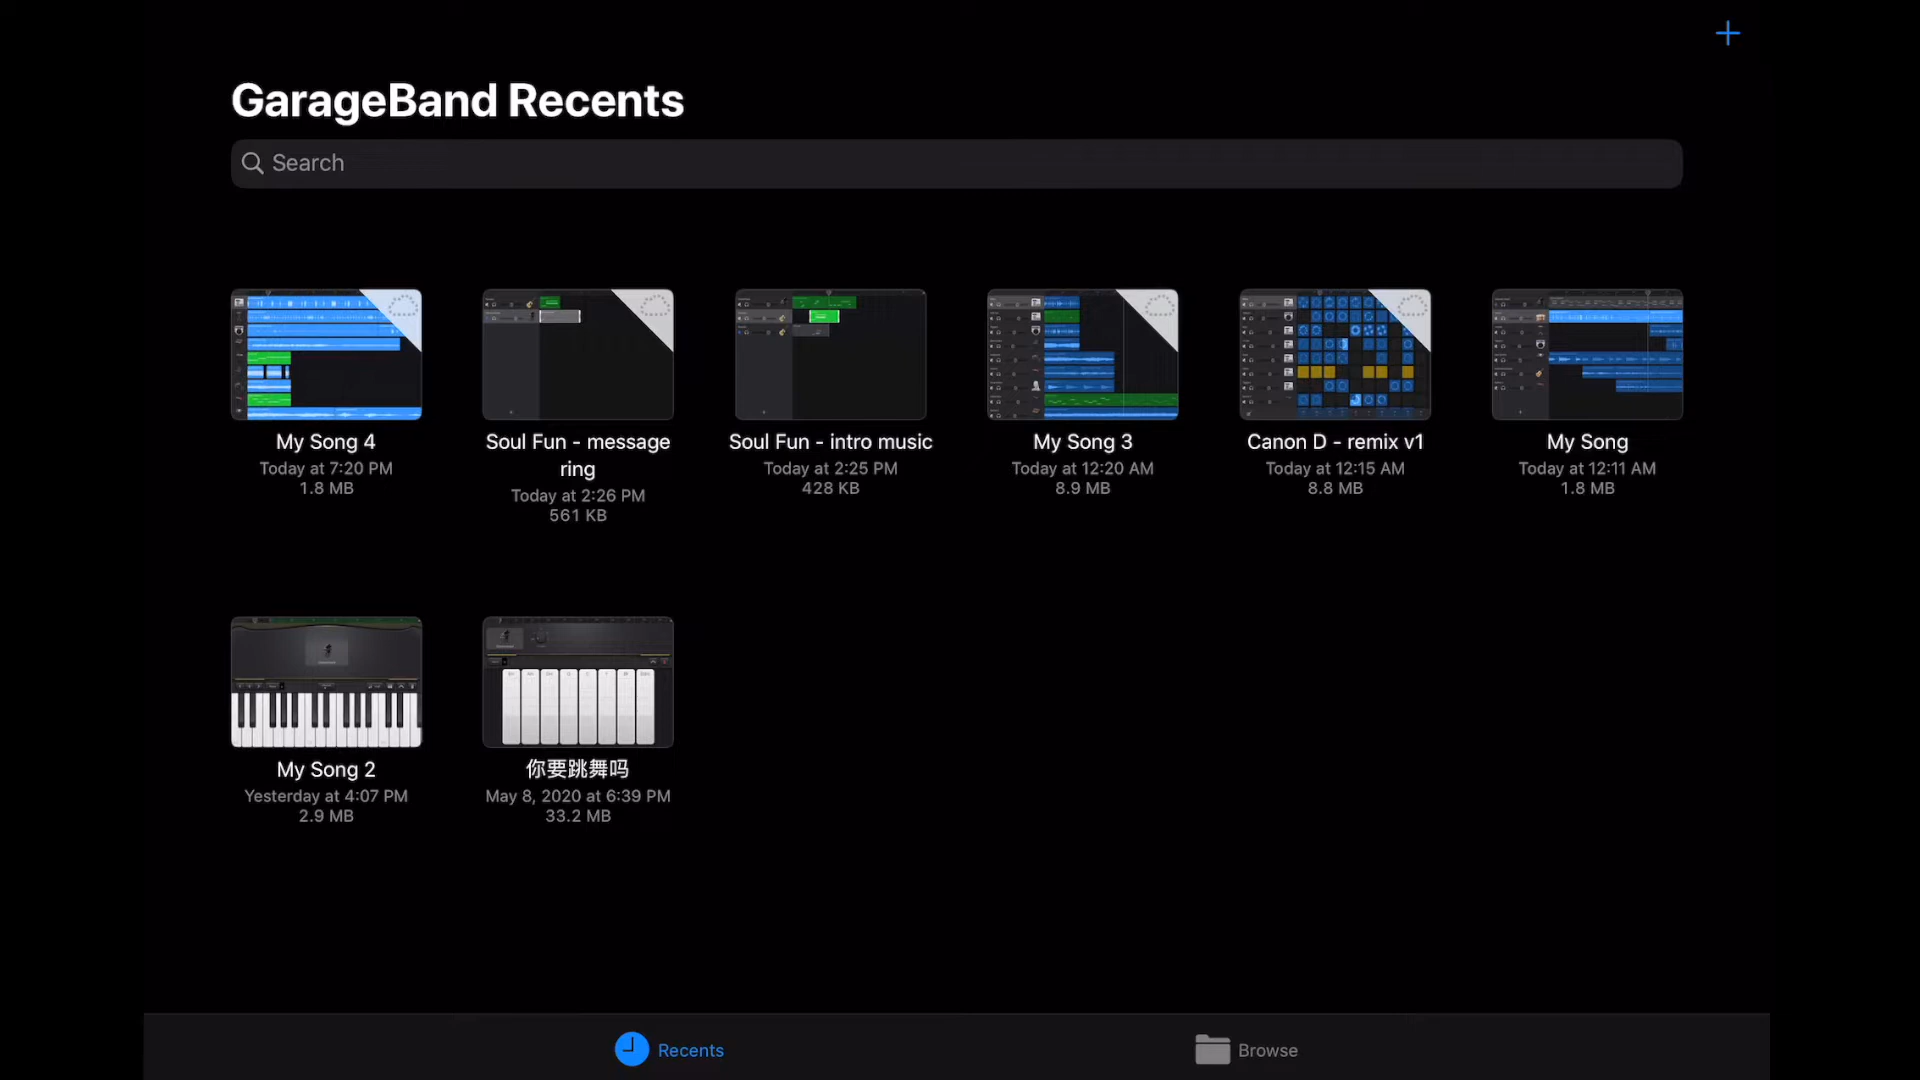 GarageBand Recents
Search
My Song 4
Today at 7:20 PM
1.8 MB
Soul Fun - message
ring
Today at 2:26 PM
561 KB
Soul Fun - intro music
Today at 2:25 PM
428 KB
My Song 3
Today at 12:20 AM
8.9 MB
Canon D - remix v1
Today at 12:15 AM
8.8 MB
My Song
Today at 12:11 AM
1.8 MB
My Song 2
Yesterday at 4:07 PM
2.9 MB
你要跳舞吗
May 8, 2020 at 6:39 PM
33.2 MB
Recents
Browse